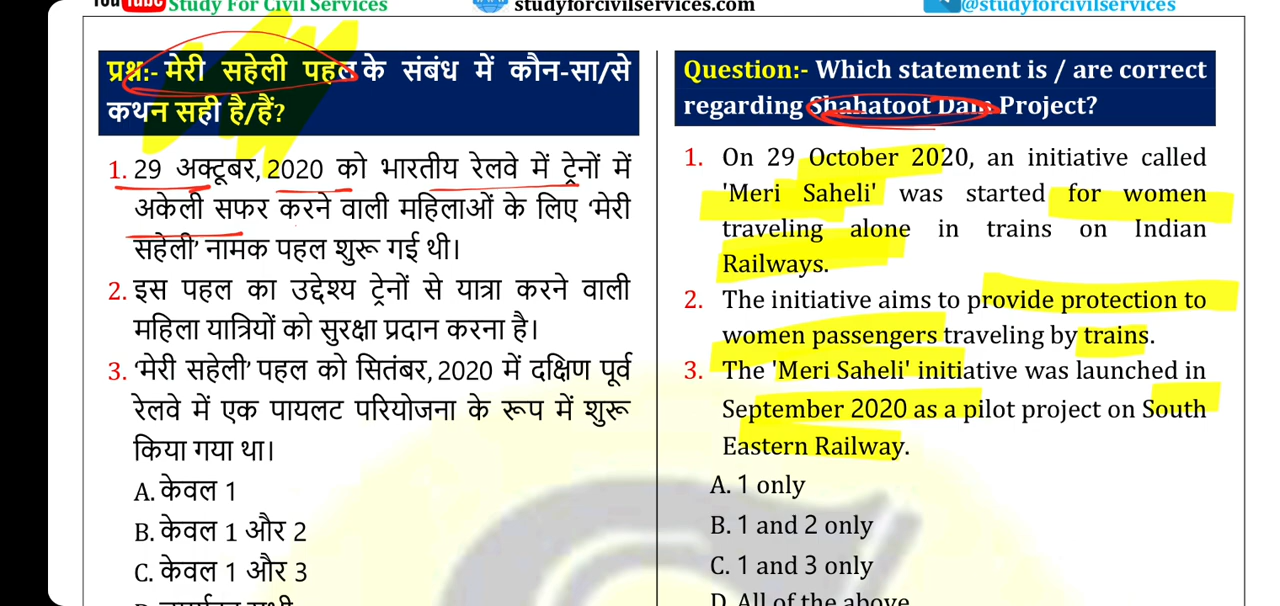 YouTube Study For Civil Services
studyforcivilservices.com
@studyforcivilservices
प्रश्न:- मेरी सहेली पहल के संबंध में कौन-सा/से
कथन सही है/हैं?
1. 29 अक्टूबर, 2020 को भारतीय रेलवे में ट्रेनों में
अकेली सफर करने वाली महिलाओं के लिए ‘मेरी
सहेली’ नामक पहल शुरू गई थी।
2. इस पहल का उद्देश्य ट्रेनों से यात्रा करने वाली
महिला यात्रियों को सुरक्षा प्रदान करना है।
3. ‘मेरी सहेली’ पहल को सितंबर, 2020 में दक्षिण पूर्व
रेलवे में एक पायलट परियोजना के रूप में शुरू
किया गया था।
A. केवल 1
B. केवल 1 और 2
C. केवल 1 और 3
Question:- Which statement is / are correct
regarding Shahatoot Dam Project?
1. On 29 October 2020, an initiative called
'Meri Saheli' was started for women
traveling alone in trains on Indian
Railways.
2. The initiative aims to provide protection to
women passengers traveling by trains.
3. The 'Meri Saheli' initiative was launched in
September 2020 as a pilot project on South
Eastern Railway.
A. 1 only
B. 1 and 2 only
C. 1 and 3 only
D. All of the above